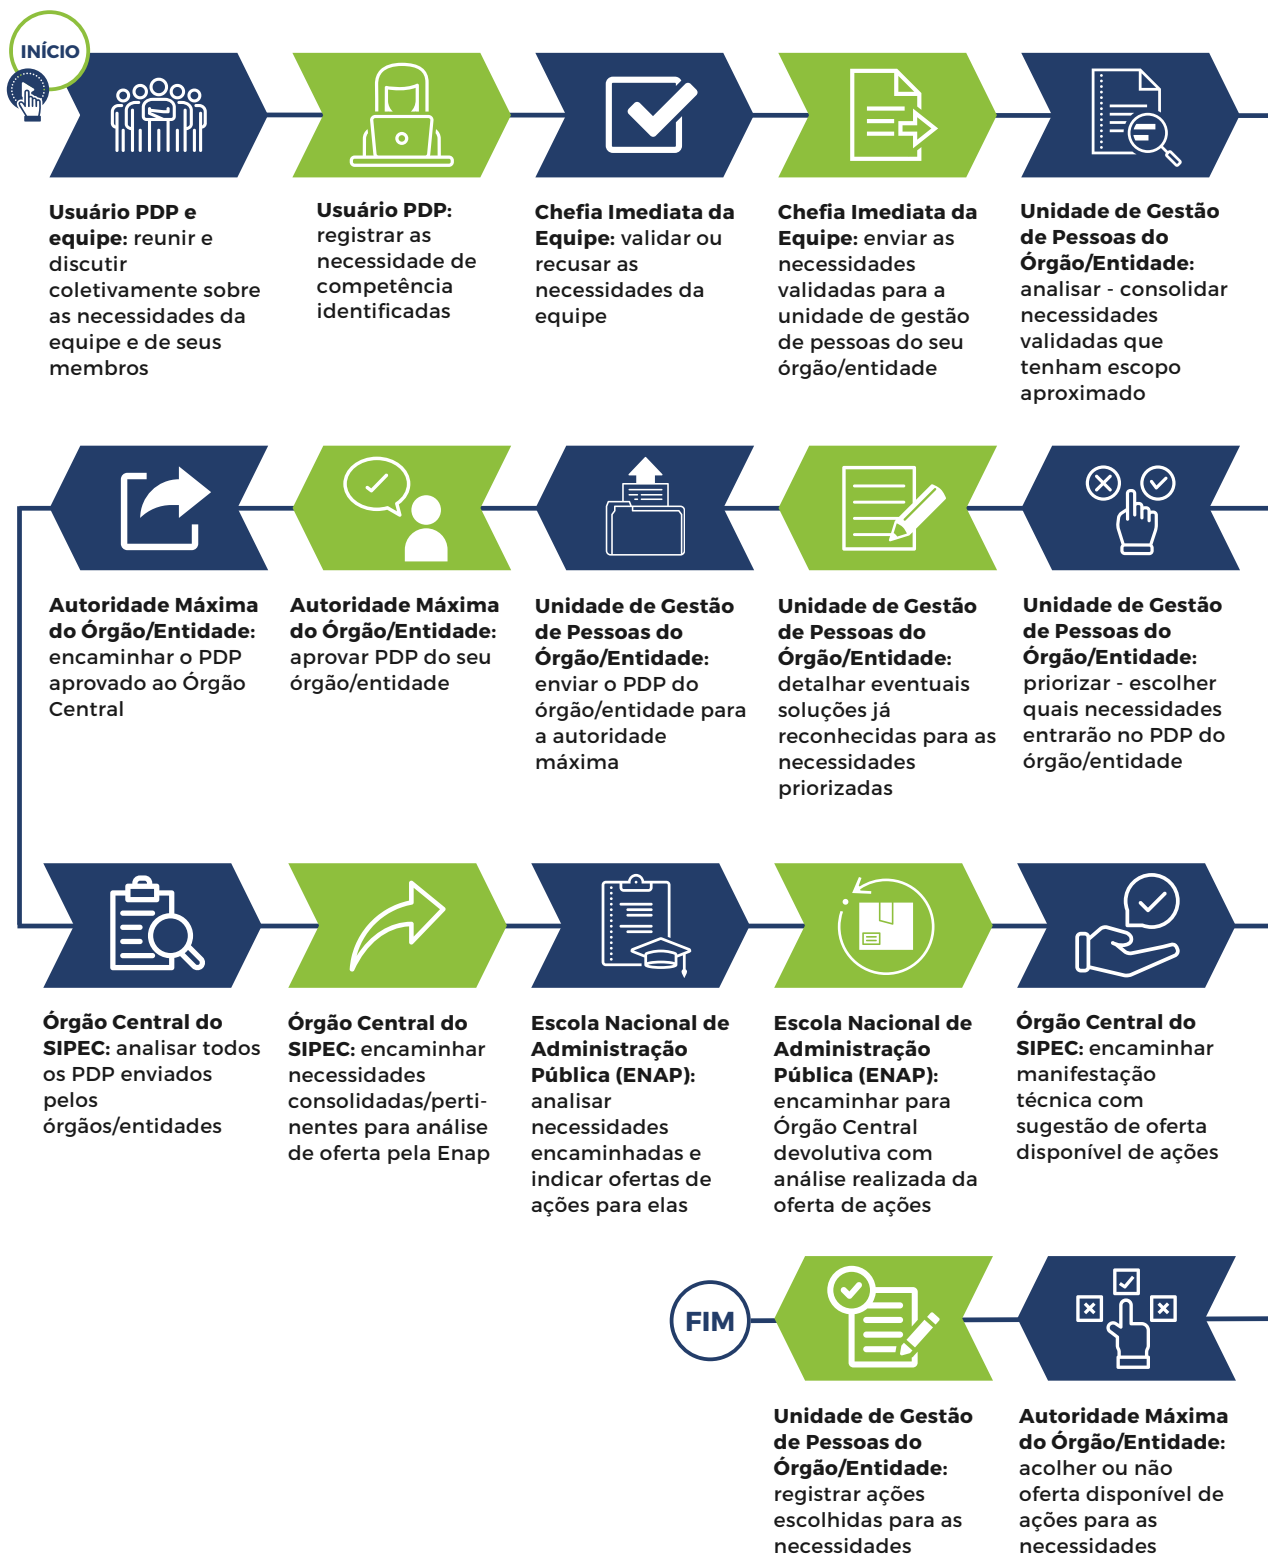 INÍCIO
Usuário PDP e
equipe: reunir e
discutir
coletivamente sobre
as necessidades da
equipe e de seus
membros
Usuário PDP:
registrar as
necessidade de
competência
identificadas
Chefia Imediata da
Equipe: validar ou
recusar as
necessidades da
equipe
Chefia Imediata da
Equipe: enviar as
necessidades
validadas para a
unidade de gestão
de pessoas do seu
órgão/entidade
Unidade de Gestão
de Pessoas do
Órgão/Entidade:
analisar - consolidar
necessidades
validadas que
tenham escopo
aproximado
Unidade de Gestão
de Pessoas do
Órgão/Entidade:
priorizar - escolher
quais necessidades
entrarão no PDP do
órgão/entidade
Unidade de Gestão
de Pessoas do
Órgão/Entidade:
detalhar eventuais
soluções já
reconhecidas para as
necessidades
priorizadas
Unidade de Gestão
de Pessoas do
Órgão/Entidade:
enviar o PDP do
órgão/entidade para
a autoridade
máxima
Autoridade Máxima
do Órgão/Entidade:
aprovar PDP do seu
órgão/entidade
Autoridade Máxima
do Órgão/Entidade:
encaminhar o PDP
aprovado ao Órgão
Central
Órgão Central do
SIPEC: analisar todos
os PDP enviados
pelos
órgãos/entidades
Órgão Central do
SIPEC: encaminhar
necessidades
consolidadas/perti-
nentes para análise
de oferta pela Enap
Escola Nacional de
Administração
Pública (ENAP):
analisar
necessidades
encaminhadas e
indicar ofertas de
ações para elas
Escola Nacional de
Administração
Pública (ENAP):
encaminhar para
Órgão Central
devolutiva com
análise realizada da
oferta de ações
Órgão Central do
SIPEC: encaminhar
manifestação
técnica com
sugestão de oferta
disponível de ações
Autoridade Máxima
do Órgão/Entidade:
acolher ou não
oferta disponível de
ações para as
necessidades
Unidade de Gestão
de Pessoas do
Órgão/Entidade:
registrar ações
escolhidas para as
necessidades
FIM